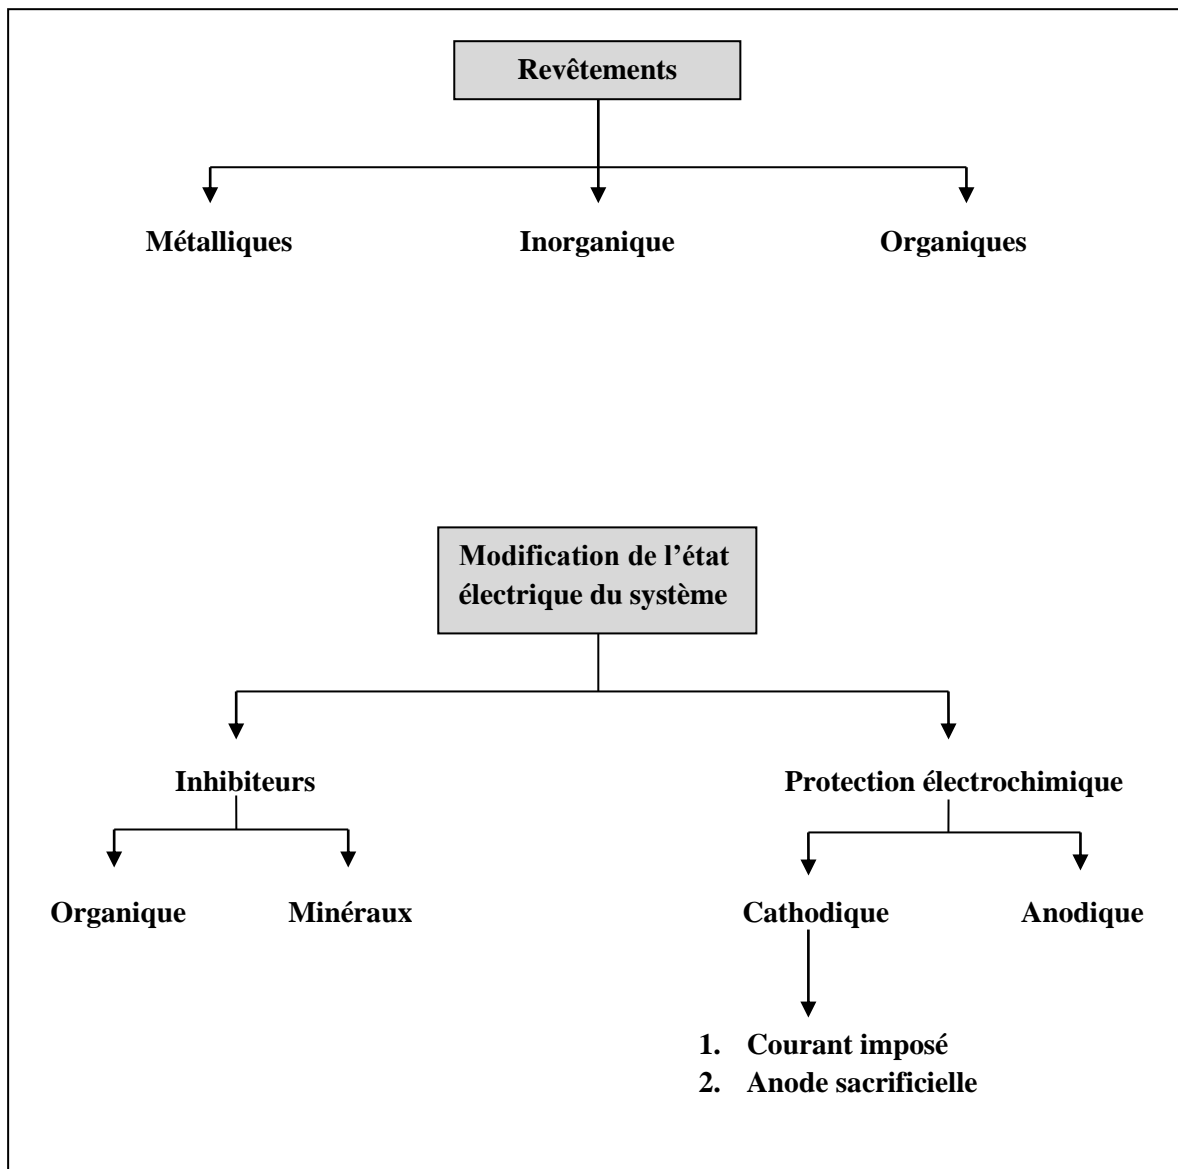 Revêtements
Métalliques
Inorganique
Organiques
Modification de l’état
électrique du système
Inhibiteurs
Protection électrochimique
Organique
Minéraux
Cathodique
Anodique
1. Courant imposé
2. Anode sacrificielle